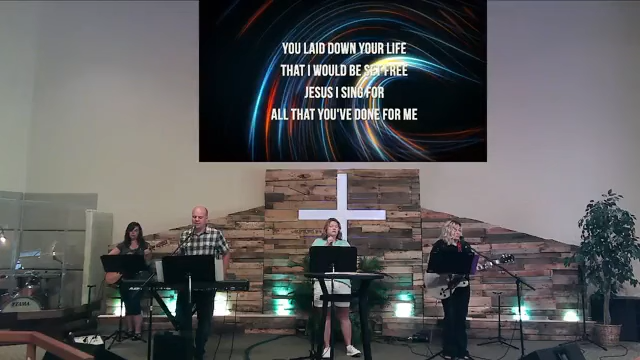 YOU LAID DOWN YOUR LIFE
THAT I WOULD BE SET FREE
JESUS I SING FOR
ALL THAT YOU'VE DONE FOR ME
TAMA